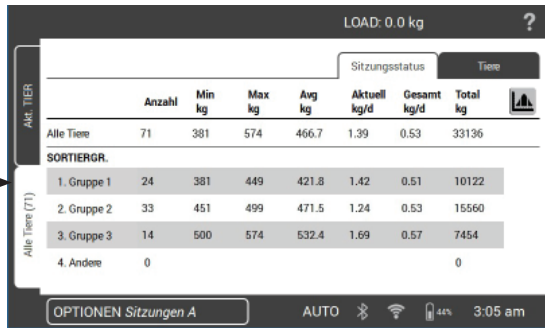 LOAD: 0.0 kg ?
Sitzungsstatus Tiere
Akt. TIER
Alle Tiere (71)
Anzahl Min kg Max kg Avg kg Aktuell kg/d Gesamt kg/d Total kg
Alle Tiere 71 381 574 466.7 1.39 0.53 33136
SORTIERGR.
1. Gruppe 1 24 381 449 421.8 1.42 0.51 10122
2. Gruppe 2 33 451 499 471.5 1.24 0.53 15560
3. Gruppe 3 14 500 574 532.4 1.69 0.57 7454
4. Andere 0 0
OPTIONEN Sitzungen A AUTO 44% 3:05 am